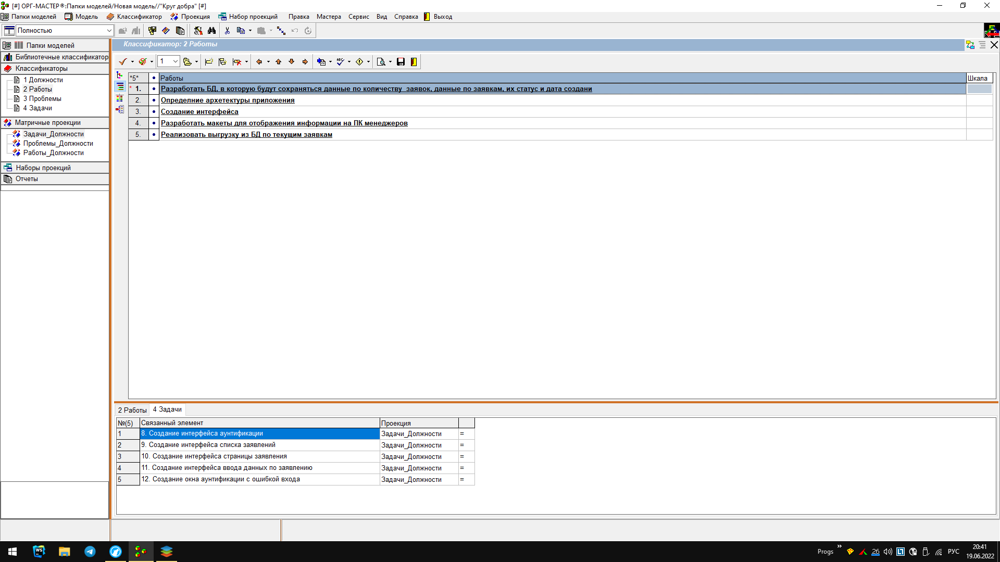 [#] ОРГ-МАСТЕР®:Папки моделей/Новая модель//"Круг добра" [#]
Папки моделей Модель Классификатор Проекция Набор проекций Правка Мастера Сервис Вид Справка Выход
Полностью
Папки моделей
Библиотечные классификатор
Классификаторы
1 Должности
2 Работы
3 Проблемы
4 Задачи
Матричные проекции
Задачи_Должности
Проблемы_Должности
Работы_Должности
Наборы проекций
Отчеты
Классификатор: 2 Работы
1
*5* Работы Шкала
* 1. Разработать БД, в которую будут сохраняться данные по количеству  заявок, данные по заявкам, их статус и дата создани
2. Определние архетектуры приложения
3. Создание интерфейса
4. Разработать макеты для отображения информации на ПК менеджеров
5. Реализовать выгрузку из БД по текущим заявкам
2 Работы 4 Задачи
№(5) Связанный элемент Проекция
1 8. Создание интерфейса аунтификации Задачи_Должности =
2 9. Создание интерфейса списка заявлений Задачи_Должности =
3 10. Создание интерфейса страницы заявления Задачи_Должности =
4 11. Создание интерфейса ввода данных по заявлению Задачи_Должности =
5 12. Создание окна аунтификации с ошибкой входа Задачи_Должности =
WS
Progs » 26 РУС
20:41
19.06.2022